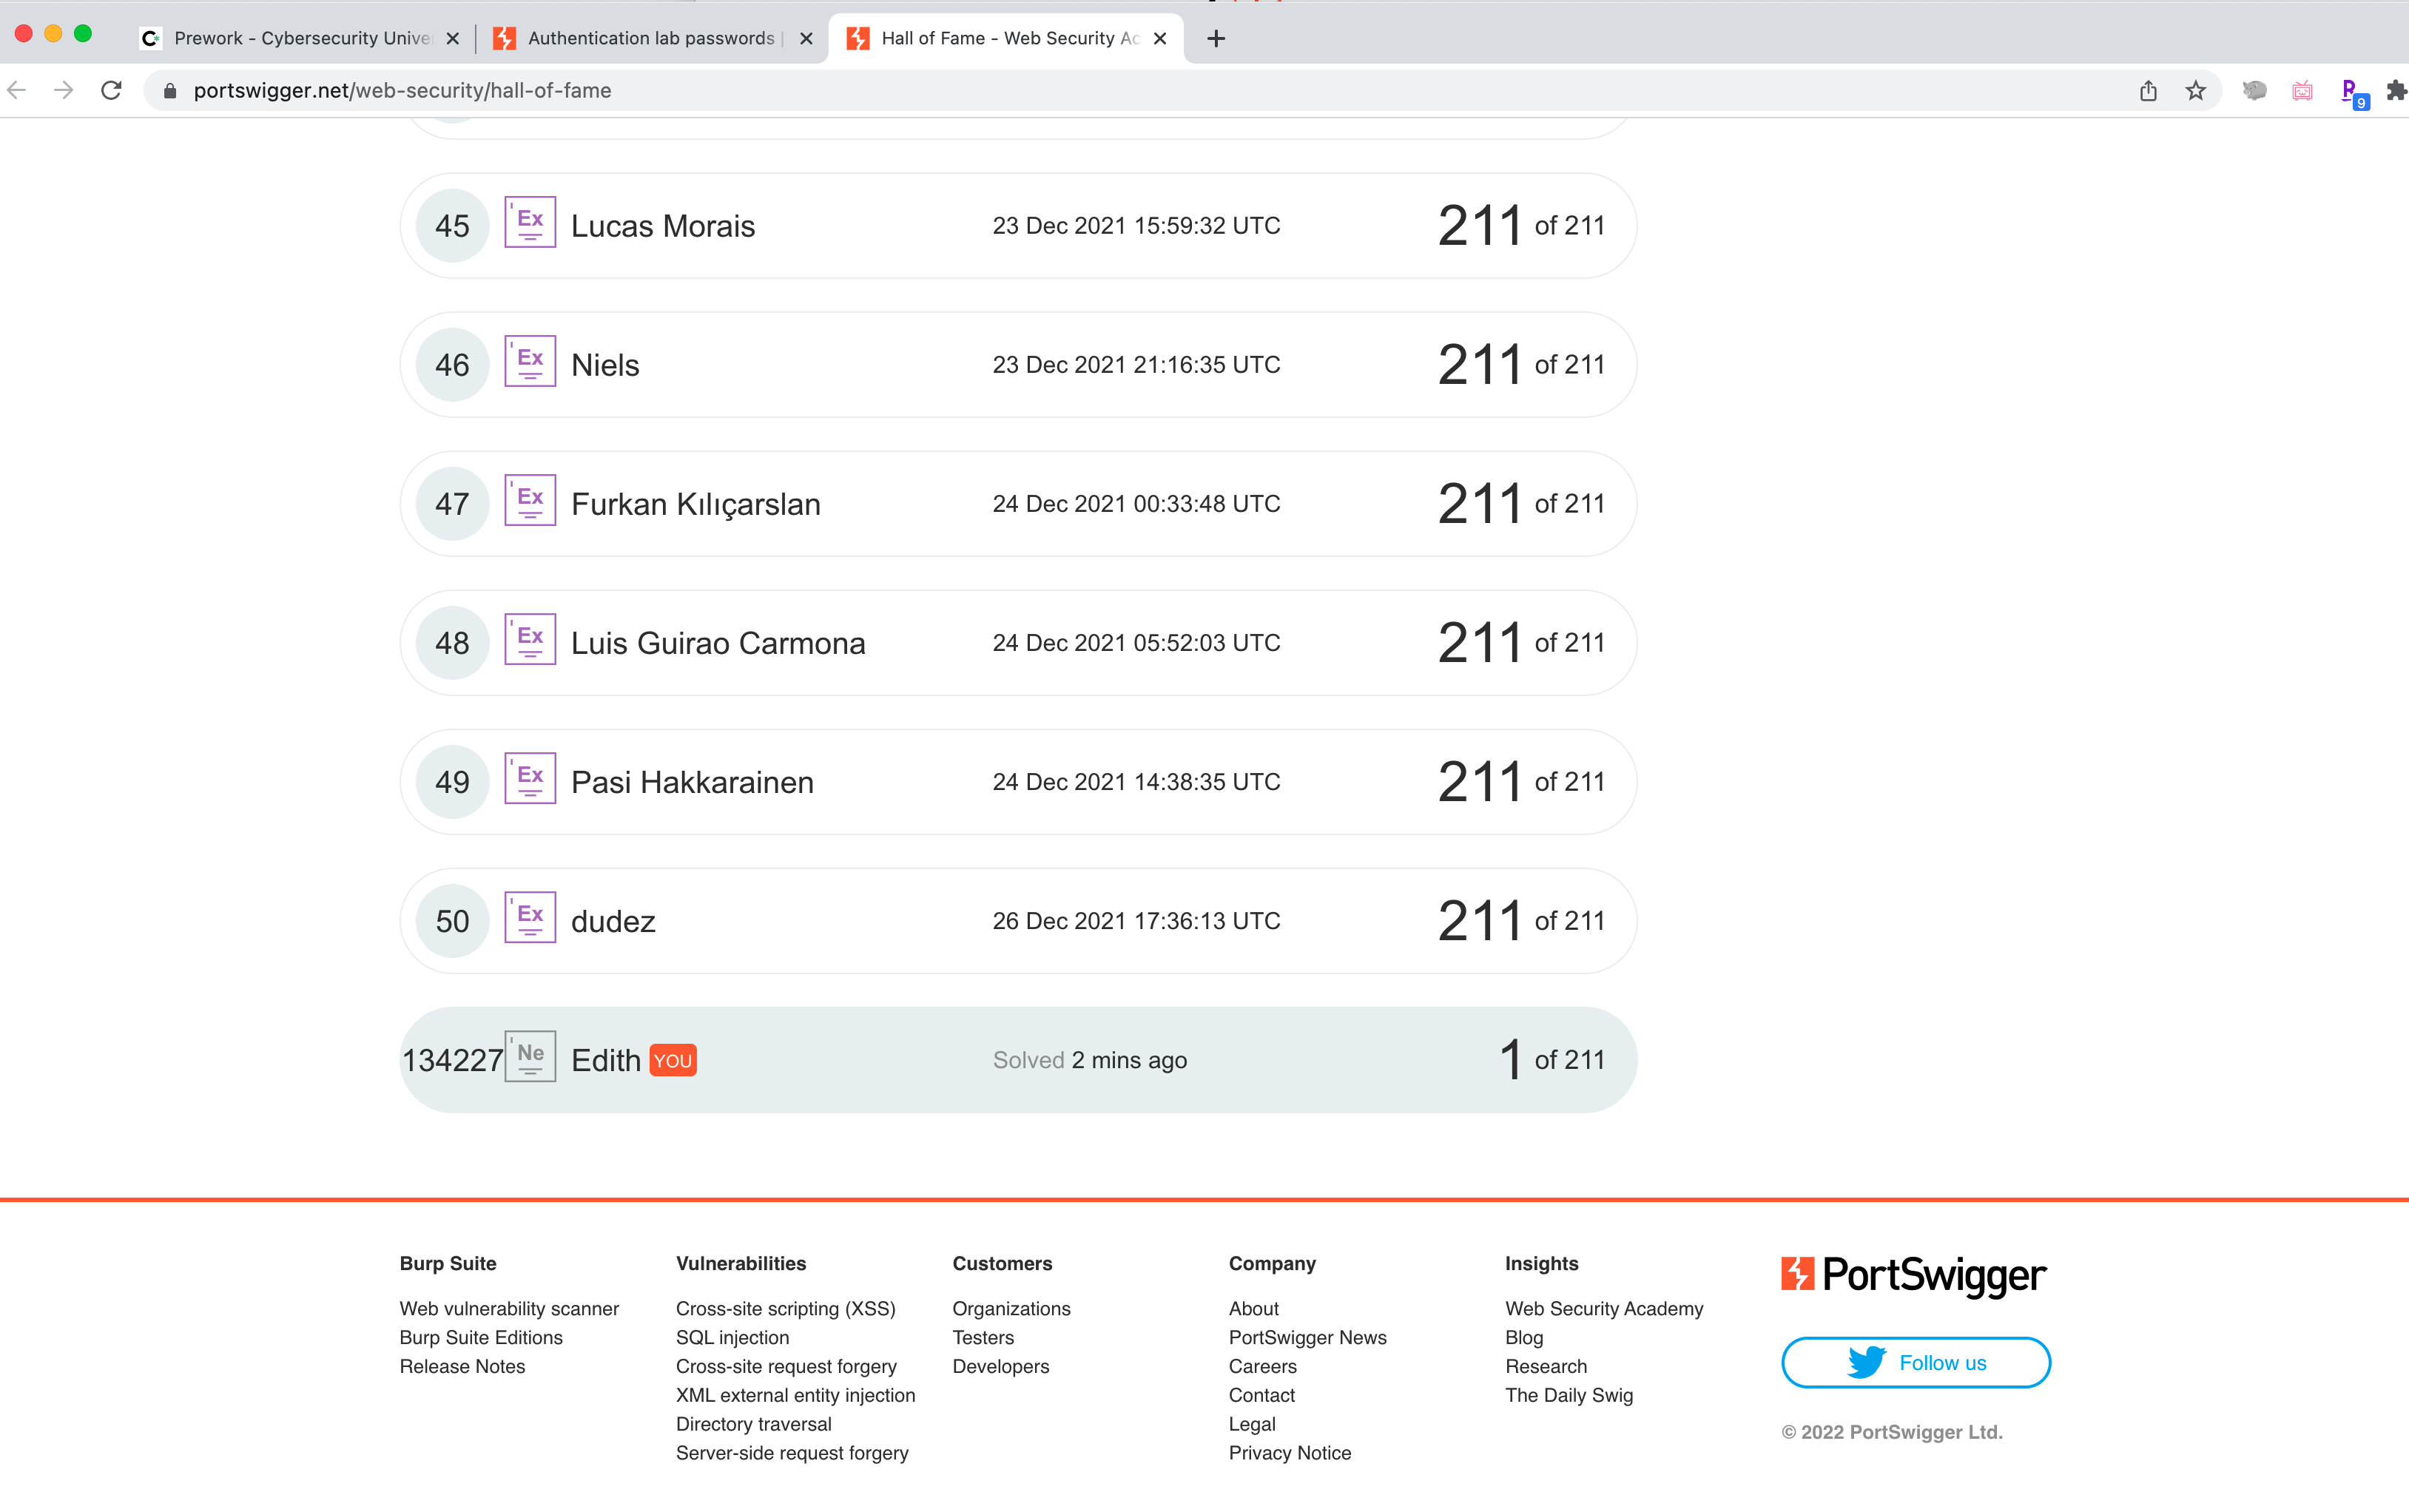 Prework - Cybersecurity Unive
Authentication lab passwords |
Hall of Fame - Web Security Ac
portswigger.net/web-security/hall-of-fame
9
45 Ex Lucas Morais 23 Dec 2021 15:59:32 UTC 211 of 211
46 Ex Niels 23 Dec 2021 21:16:35 UTC 211 of 211
47 Ex Furkan Kılıçarslan 24 Dec 2021 00:33:48 UTC 211 of 211
48 Ex Luis Guirao Carmona 24 Dec 2021 05:52:03 UTC 211 of 211
49 Ex Pasi Hakkarainen 24 Dec 2021 14:38:35 UTC 211 of 211
50 Ex dudez 26 Dec 2021 17:36:13 UTC 211 of 211
134227 Ne Edith YOU Solved 2 mins ago 1 of 211
Burp Suite
Web vulnerability scanner
Burp Suite Editions
Release Notes
Vulnerabilities
Cross-site scripting (XSS)
SQL injection
Cross-site request forgery
XML external entity injection
Directory traversal
Server-side request forgery
Customers
Organizations
Testers
Developers
Company
About
PortSwigger News
Careers
Contact
Legal
Privacy Notice
Insights
Web Security Academy
Blog
Research
The Daily Swig
PortSwigger
Follow us
© 2022 PortSwigger Ltd.